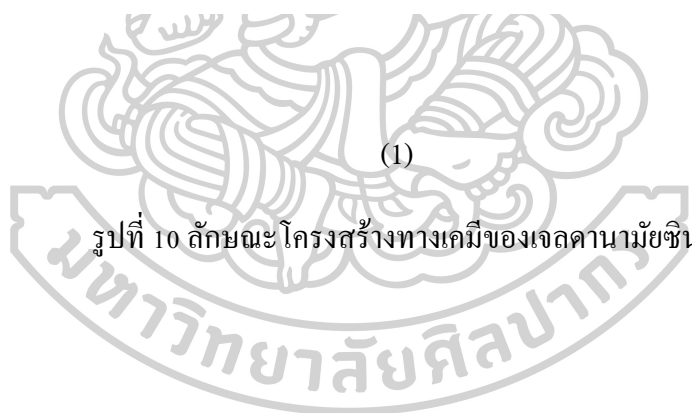 (1)
รูปที่ 10 ลักษณะโครงสร้างทางเคมีของเจลดานามัยซิน
มหาวิทยาลัยศิลปากร